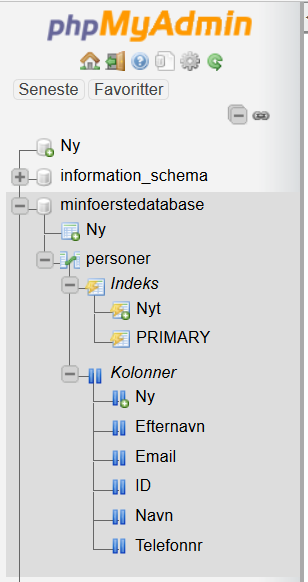 phpMyAdmin
Seneste Favoritter
Ny
information_schema
minfoerstedatabase
Ny
personer
Indeks
Nyt
PRIMARY
Kolonner
Ny
Efternavn
Email
ID
Navn
Telefonnr